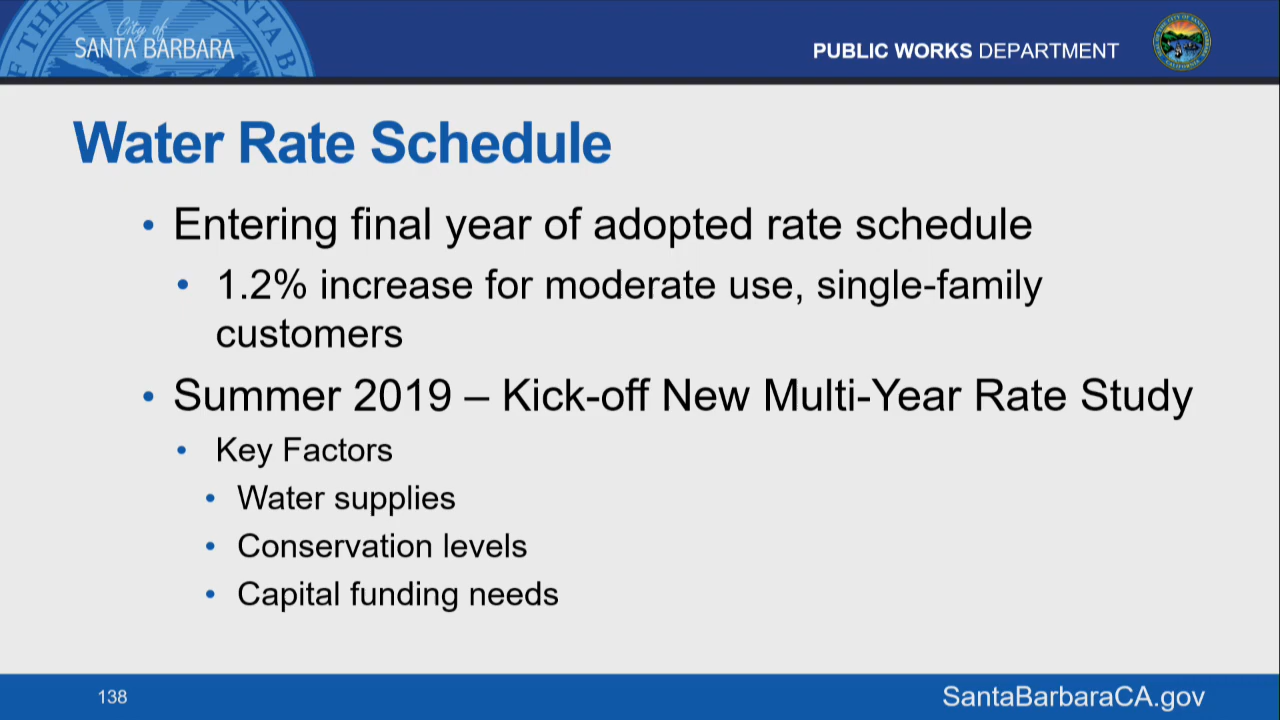 City of
SANTA BARBARA
PUBLIC WORKS DEPARTMENT
Water Rate Schedule
• Entering final year of adopted rate schedule
• 1.2% increase for moderate use, single-family
customers
• Summer 2019 – Kick-off New Multi-Year Rate Study
• Key Factors
• Water supplies
• Conservation levels
• Capital funding needs
138
SantaBarbaraCA.gov